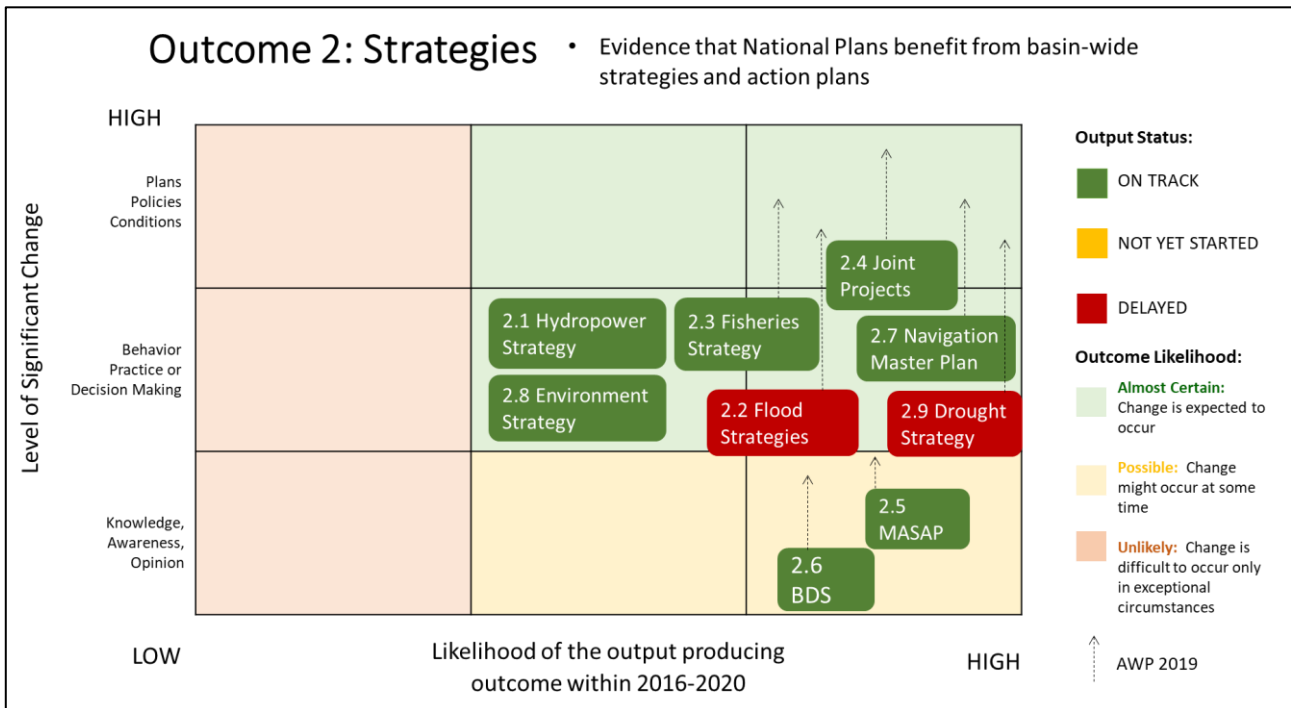 Outcome 2: Strategies
• Evidence that National Plans benefit from basin-wide
strategies and action plans
HIGH
Level of Significant Change
Plans
Policies
Conditions
Behavior
Practice or
Decision Making
Knowledge,
Awareness,
Opinion
2.4 Joint
Projects
2.1 Hydropower
Strategy
2.3 Fisheries
Strategy
2.7 Navigation
Master Plan
2.8 Environment
Strategy
2.2 Flood
Strategies
2.9 Drought
Strategy
2.5
MASAP
2.6
BDS
LOW
Likelihood of the output producing
outcome within 2016-2020
HIGH
Output Status:
ON TRACK
NOT YET STARTED
DELAYED
Outcome Likelihood:
Almost Certain:
Change is expected to
occur
Possible: Change
might occur at some
time
Unlikely: Change is
difficult to occur only
in exceptional
circumstances
AWP 2019